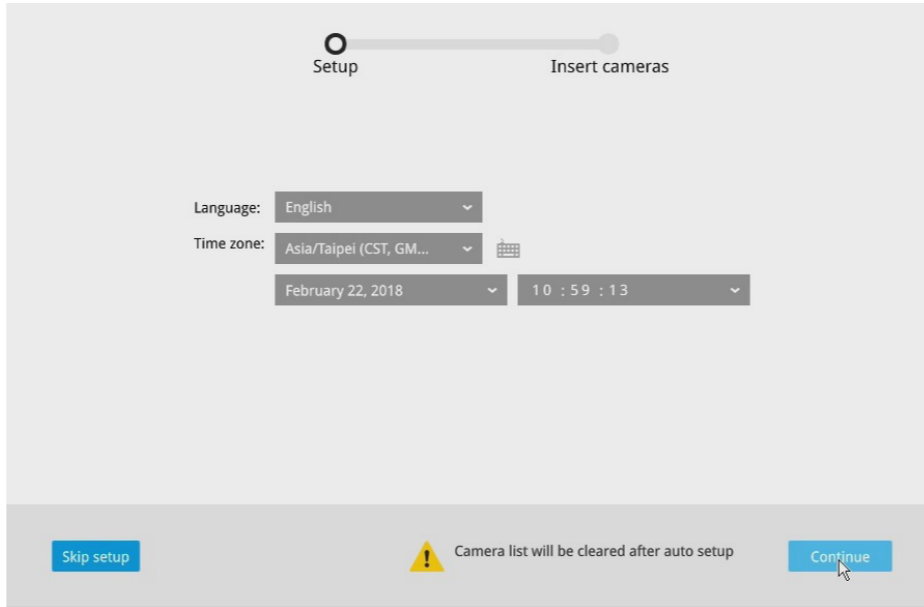 Setup
Insert cameras
Language:
English
Time zone:
Asia/Taipei (CST, GM...
February 22, 2018
10 : 59 : 13
Skip setup
Camera list will be cleared after auto setup
Continue